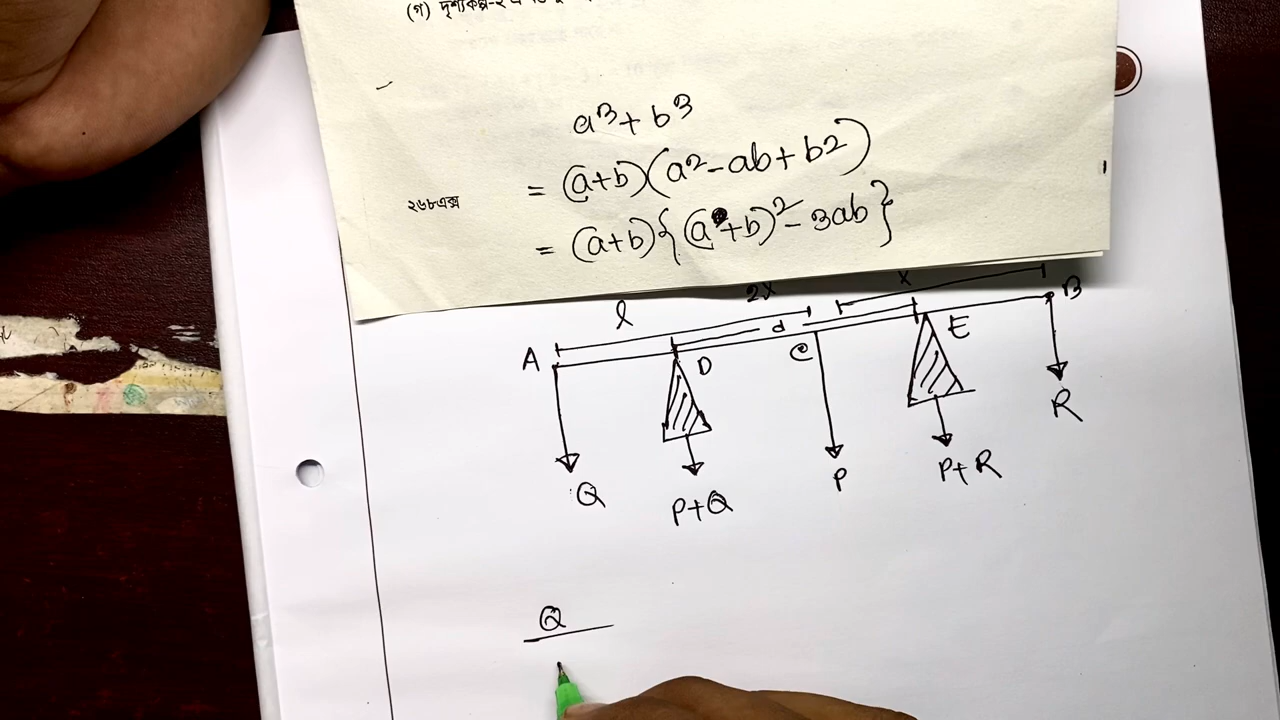 (গ) দৃশ্যকল্প-২
a³ + b³
= (a+b)(a² - ab + b2)
২৬৮এক্স
= (a+b){(a+b)² - 3ab}
l 2x x
A D d C E B
Q P+Q P P+R R
Q